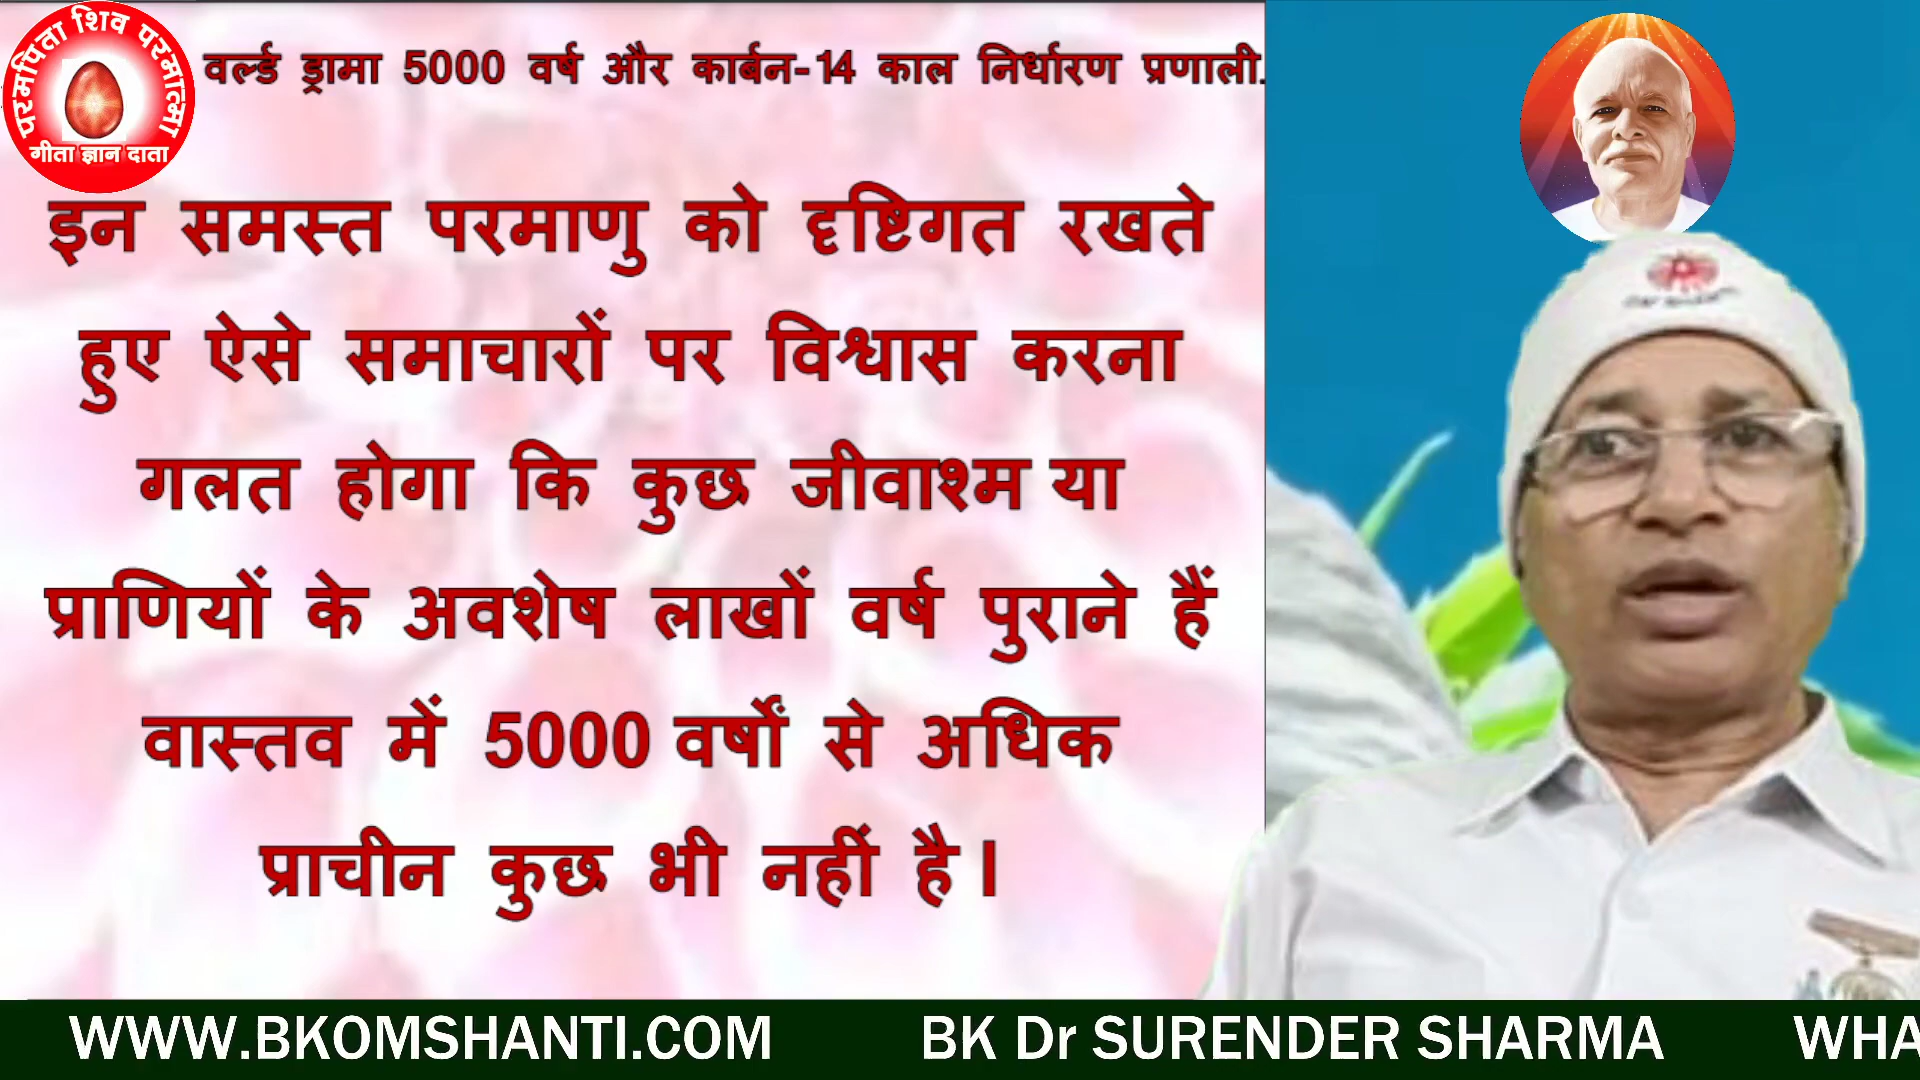 परमपिता शिव परमात्मा
गीता ज्ञान दाता
वर्ल्ड ड्रामा 5000 वर्ष और कार्बन-14 काल निर्धारण प्रणाली.
इन समस्त परमाणु को दृष्टिगत रखते
हुए ऐसे समाचारों पर विश्वास करना
गलत होगा कि कुछ जीवाश्म या
प्राणियों के अवशेष लाखों वर्ष पुराने हैं
वास्तव में 5000 वर्षों से अधिक
प्राचीन कुछ भी नहीं है।
WWW.BKOMSHANTI.COM BK Dr SURENDER SHARMA WHA